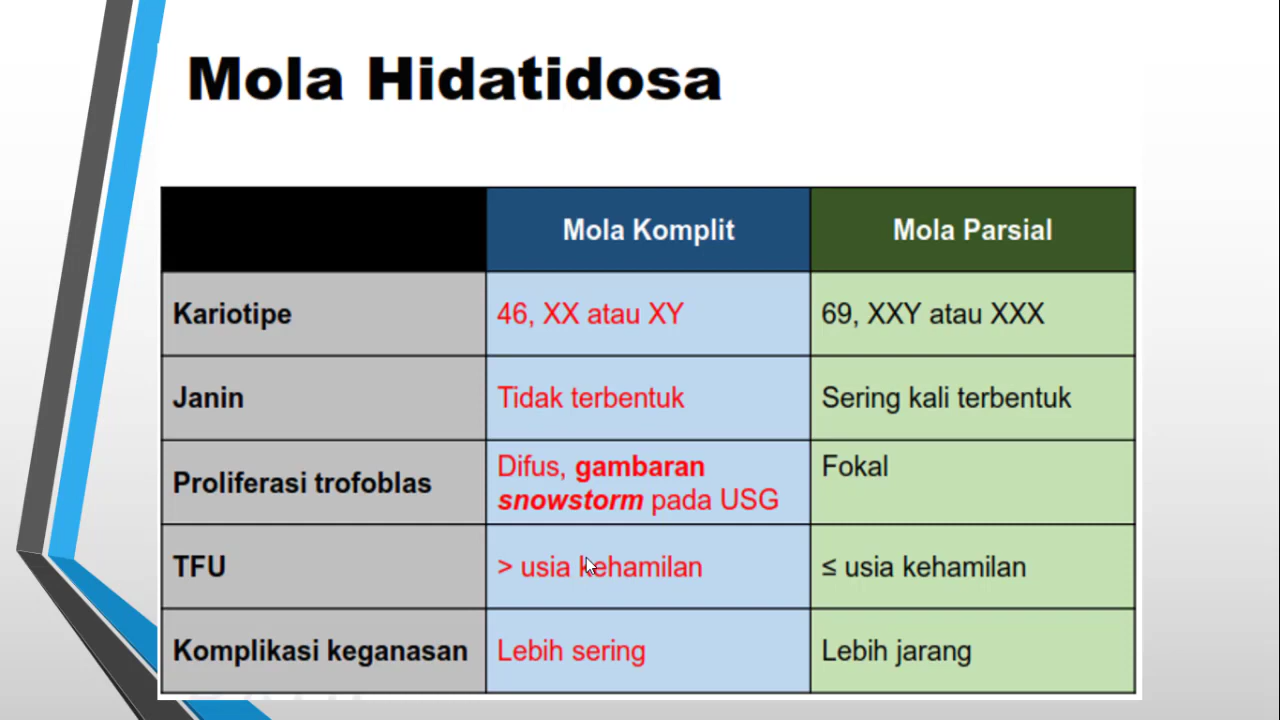 Mola Hidatidosa
Mola Komplit
Mola Parsial
Kariotipe
46, XX atau XY
69, XXY atau XXX
Janin
Tidak terbentuk
Sering kali terbentuk
Proliferasi trofoblas
Difus, gambaran
snowstorm pada USG
Fokal
TFU
> usia kehamilan
≤ usia kehamilan
Komplikasi keganasan
Lebih sering
Lebih jarang